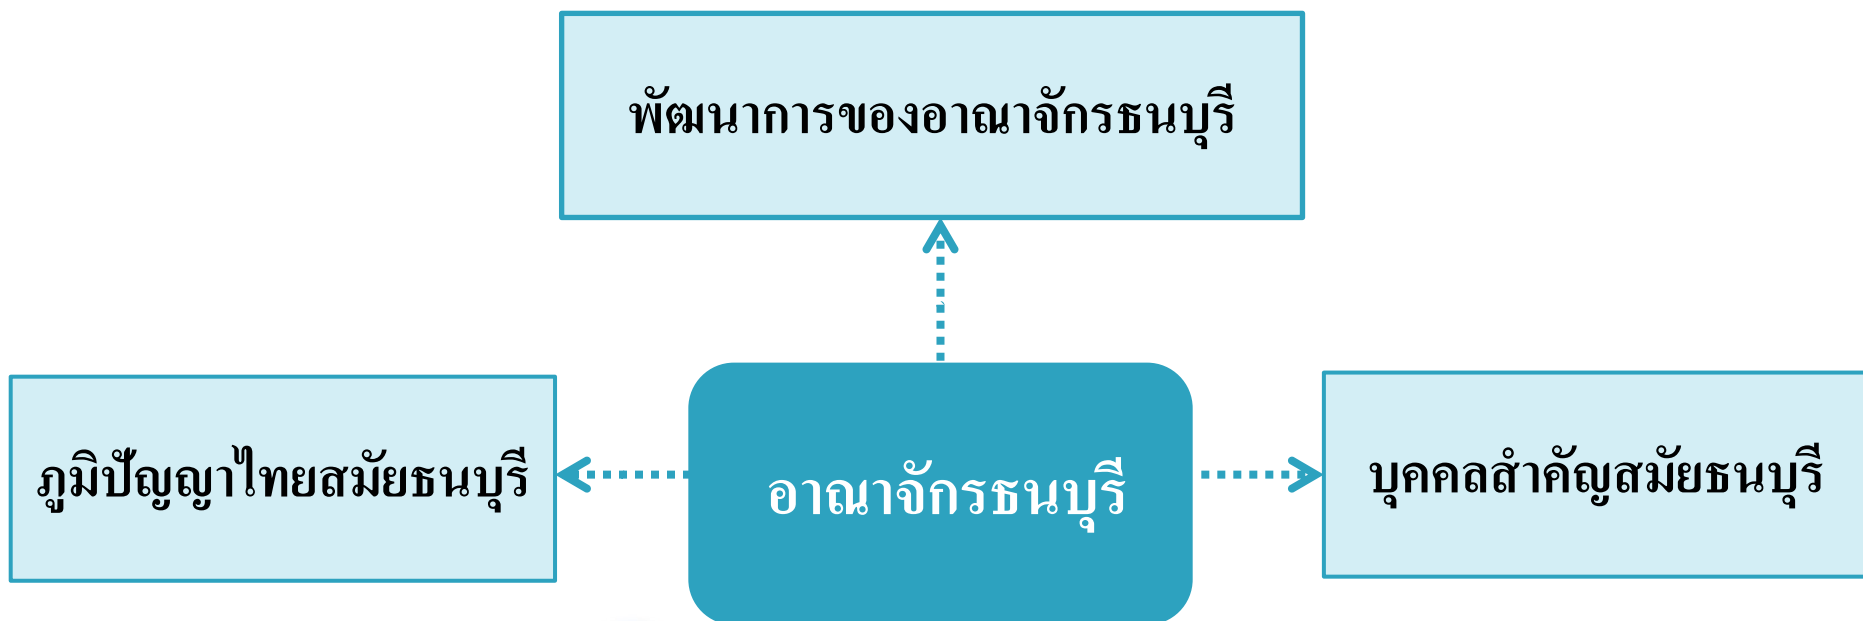 พัฒนาการของอาณาจักรธนบุรี
ภูมิปัญญาไทยสมัยธนบุรี
อาณาจักรธนบุรี
บุคคลสำคัญสมัยธนบุรี